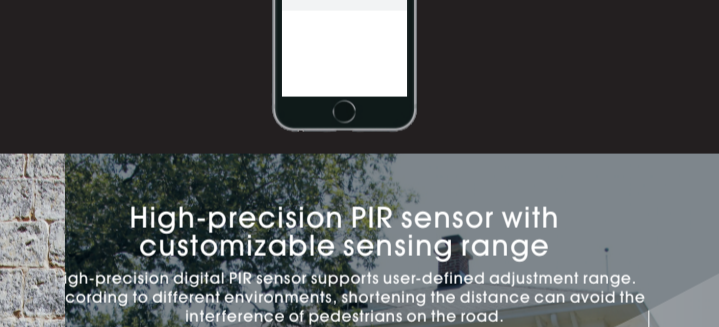 High-precision PIR sensor with
customizable sensing range
igh-precision digital PIR sensor supports user-defined adjustment range.
cording to different environments, shortening the distance can avoid the
interference of pedestrians on the road.